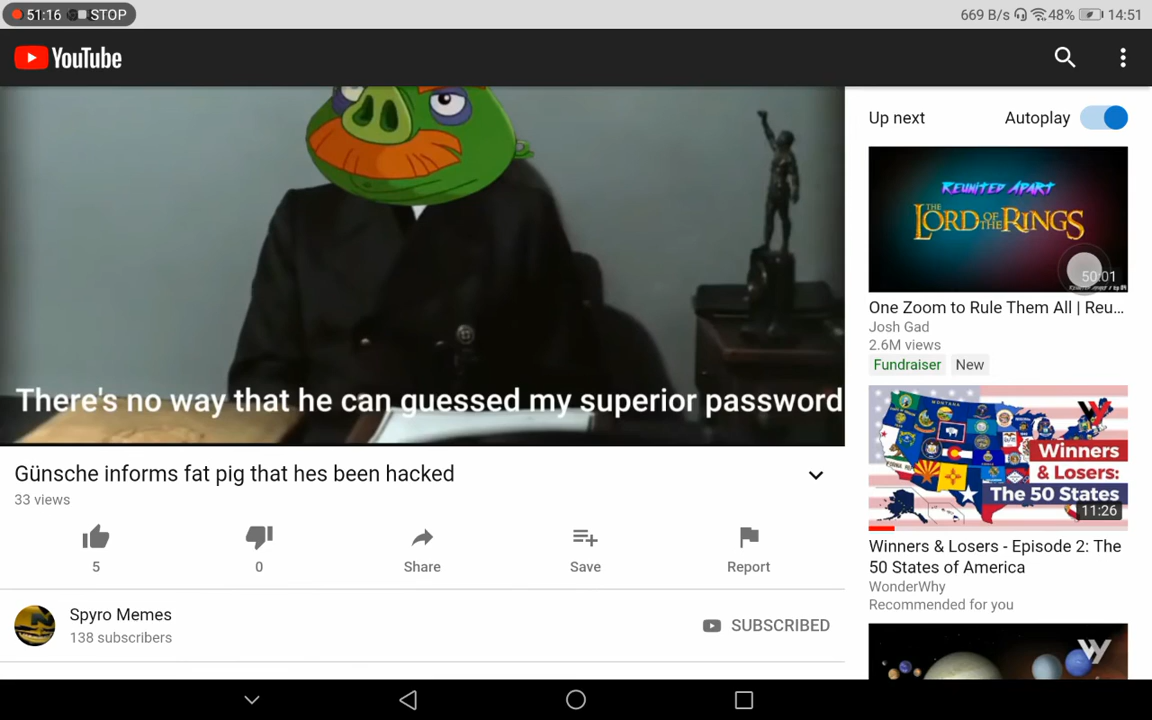 51:16 STOP
669 B/s 48% 14:51
YouTube
There's no way that he can guessed my superior password
Günsche informs fat pig that hes been hacked
33 views
5
0
Share
Save
Report
Spyro Memes
138 subscribers
SUBSCRIBED
Up next
Autoplay
REUNITED APART
THE LORD OF THE RINGS
50:01
One Zoom to Rule Them All | Reu...
Josh Gad
2.6M views
Fundraiser New
MONTANA
Winners
& Losers:
The 50 States
11:26
Winners & Losers - Episode 2: The
50 States of America
WonderWhy
Recommended for you